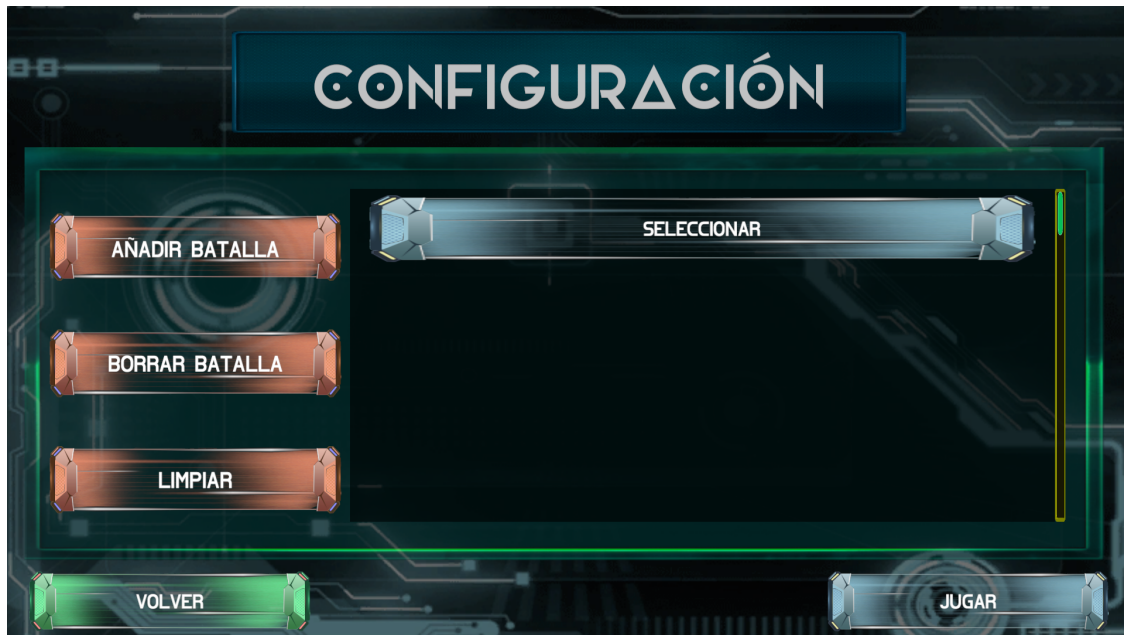 CONFIGURACIÓN
AÑADIR BATALLA
SELECCIONAR
BORRAR BATALLA
LIMPIAR
VOLVER
JUGAR